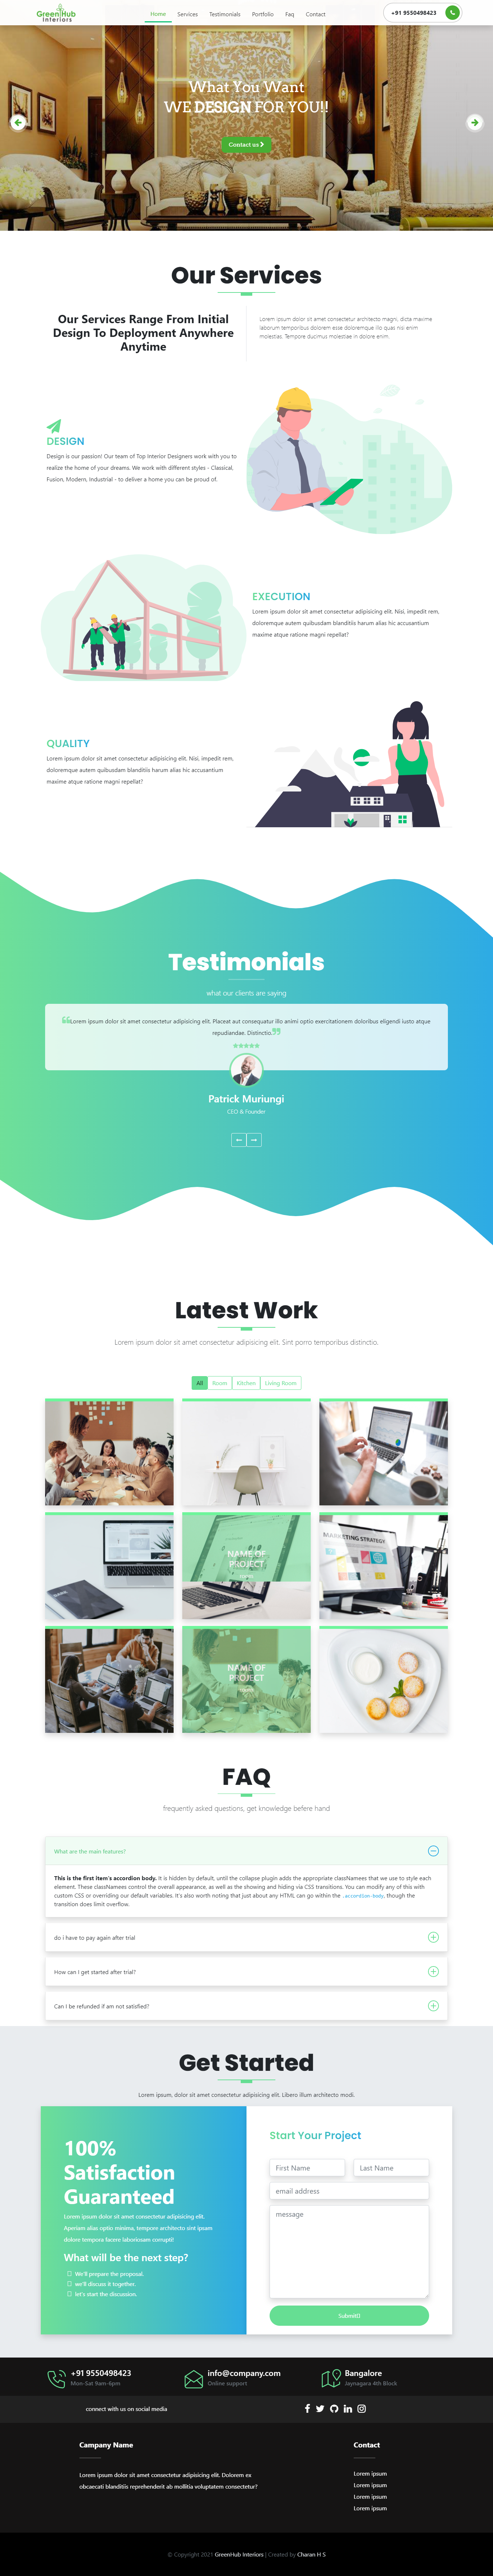 GreenHub
Interiors
Home Services Testimonials Portfolio Faq Contact
+91 9550498423
What You Want
WE DESIGN FOR YOU!!
Contact us
Our Services
Our Services Range From Initial
Design To Deployment Anywhere
Anytime
Lorem ipsum dolor sit amet consectetur architecto magni, dicta maxime
laborum temporibus dolorem esse doloremque illo quas nisi enim
molestias. Tempore ducimus molestiae in dolore enim.
DESIGN
Design is our passion! Our team of Top Interior Designers work with you to
realize the home of your dreams. We work with different styles - Classical,
Fusion, Modern, Industrial - to deliver a home you can be proud of.
EXECUTION
Lorem ipsum dolor sit amet consectetur adipisicing elit. Nisi, impedit rem,
doloremque autem quibusdam blanditiis harum alias hic accusantium
maxime atque ratione magni repellat?
QUALITY
Lorem ipsum dolor sit amet consectetur adipisicing elit. Nisi, impedit rem,
doloremque autem quibusdam blanditiis harum alias hic accusantium
maxime atque ratione magni repellat?
Testimonials
what our clients are saying
Lorem ipsum dolor sit amet consectetur adipisicing elit. Placeat aut consequatur illo animi optio exercitationem doloribus eligendi iusto atque
repudiandae. Distinctio.
Patrick Muriungi
CEO & Founder
Latest Work
Lorem ipsum dolor sit amet consectetur adipisicing elit. Sint porro temporibus distinctio.
All Room Kitchen Living Room
MARKETING STRATEGY
NAME OF
PROJECT
NAME OF
PROJECT
FAQ
frequently asked questions, get knowledge befere hand
What are the main features?
This is the first item's accordion body. It is hidden by default, until the collapse plugin adds the appropriate classNamees that we use to style each
element. These classNamees control the overall appearance, as well as the showing and hiding via CSS transitions. You can modify any of this with
custom CSS or overriding our default variables. It's also worth noting that just about any HTML can go within the .accordion-body, though the
transition does limit overflow.
do i have to pay again after trial
How can I get started after trial?
Can I be refunded if am not satisfied?
Get Started
Lorem ipsum, dolor sit amet consectetur adipisicing elit. Libero illum architecto modi.
100%
Satisfaction
Guaranteed
Lorem ipsum dolor sit amet consectetur adipisicing elit.
Aperiam alias optio minima, tempore architecto sint ipsum
dolore tempora facere laboriosam corrupti!
What will be the next step?
We'll prepare the proposal.
we'll discuss it together.
let's start the discussion.
Start Your Project
First Name Last Name
email address
message
+91 9550498423
Mon-Sat 9am-6pm
info@company.com
Online support
Bangalore
Jaynagara 4th Block
connect with us on social media
Campany Name
Lorem ipsum dolor sit amet consectetur adipisicing elit. Dolorem ex
obcaecati blanditiis reprehenderit ab mollitia voluptatem consectetur?
Contact
Lorem ipsum
Lorem ipsum
Lorem ipsum
Lorem ipsum
© Copyright 2021 GreenHub Interiors | Created by Charan H S